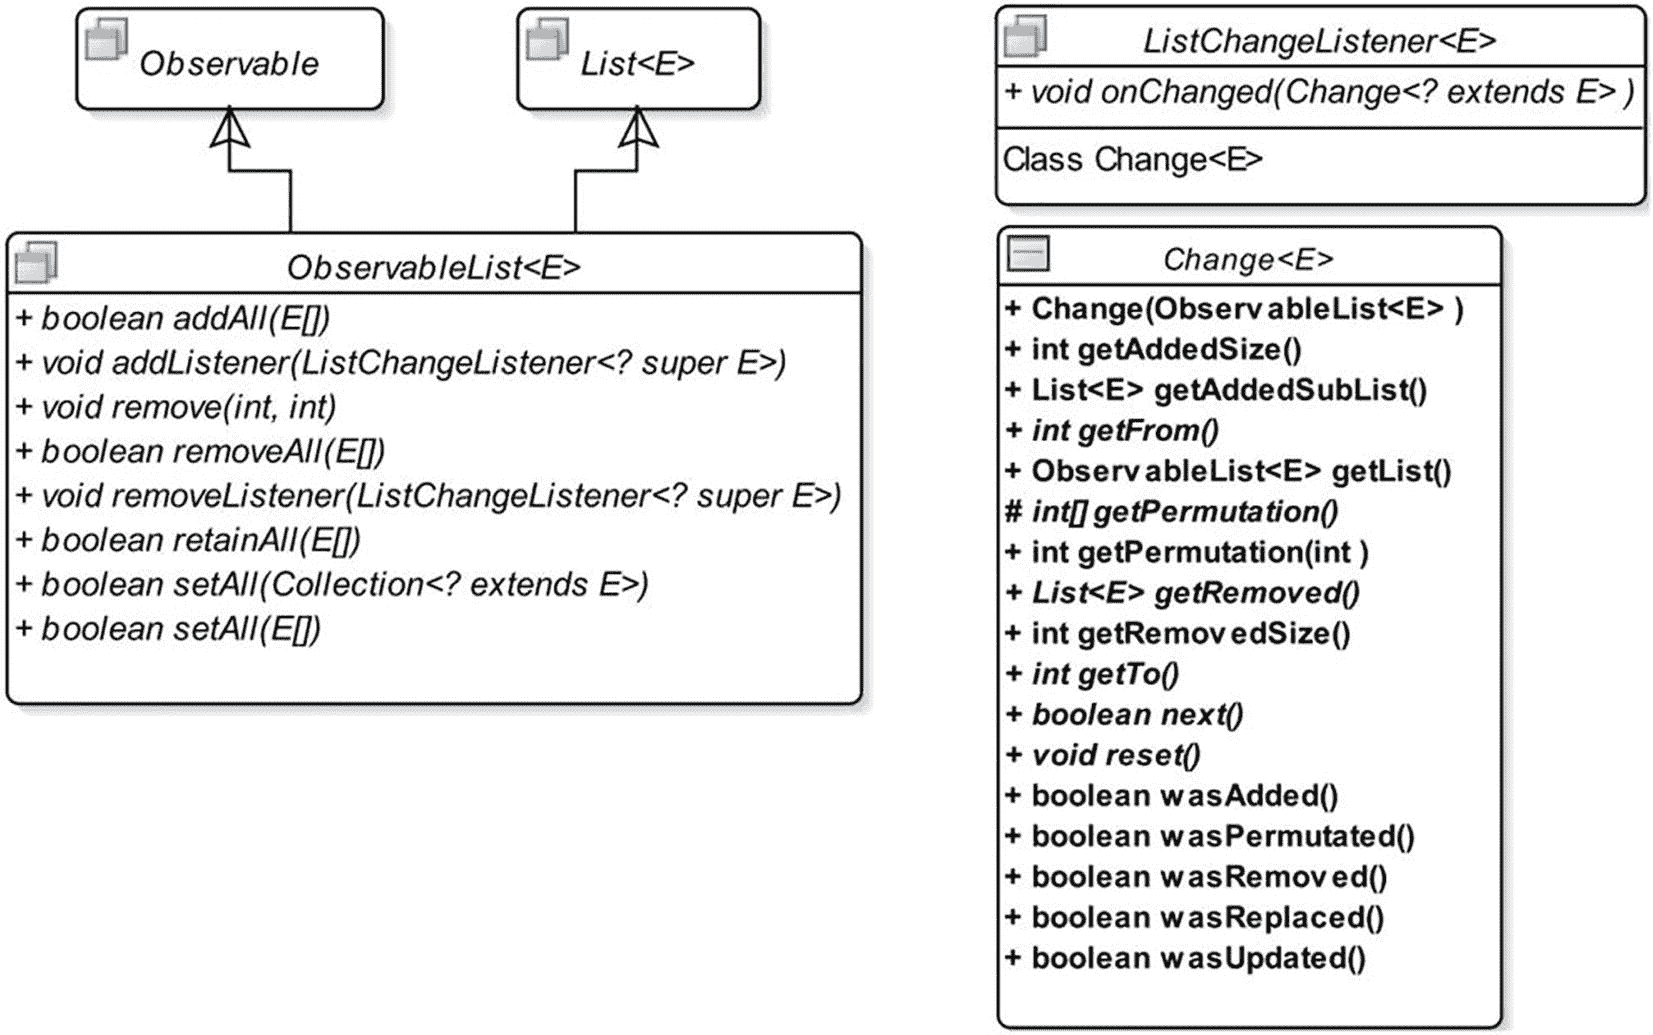 Observable
List<E>
ObservableList<E>
+ boolean addAll(E[])
+ void addListener(ListChangeListener<? super E>)
+ void remove(int, int)
+ boolean removeAll(E[])
+ void removeListener(ListChangeListener<? super E>)
+ boolean retainAll(E[])
+ boolean setAll(Collection<? extends E>)
+ boolean setAll(E[])
ListChangeListener<E>
+ void onChanged(Change<? extends E> )
Class Change<E>
Change<E>
+ Change(ObservableList<E> )
+ int getAddedSize()
+ List<E> getAddedSubList()
+ int getFrom()
+ ObservableList<E> getList()
# int[] getPermutation()
+ int getPermutation(int )
+ List<E> getRemoved()
+ int getRemovedSize()
+ int getTo()
+ boolean next()
+ void reset()
+ boolean wasAdded()
+ boolean wasPermutated()
+ boolean wasRemoved()
+ boolean wasReplaced()
+ boolean wasUpdated()